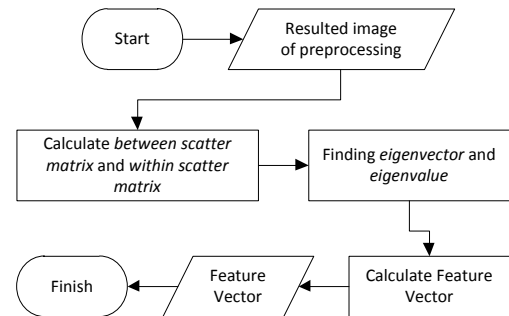 Start
Resulted image
of preprocessing
Calculate between scatter
matrix and within scatter
matrix
Finding eigenvector and
eigenvalue
Finish
Feature
Vector
Calculate Feature
Vector